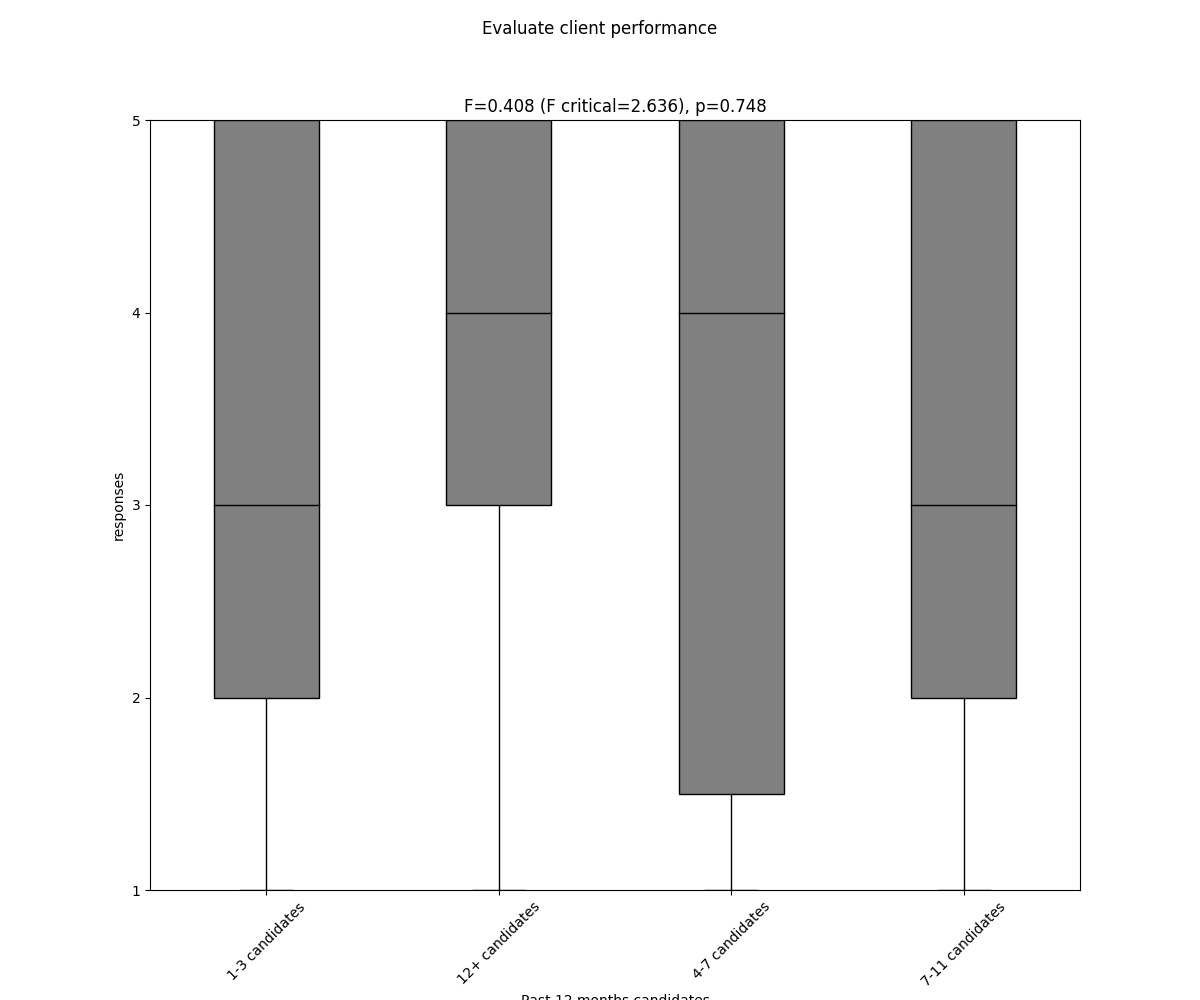 Evaluate client performance
F=0.408 (F critical=2.636), p=0.748
5
4
3
2
1
responses
1-3 candidates
12+ candidates
4-7 candidates
7-11 candidates
Past 12 months candidates